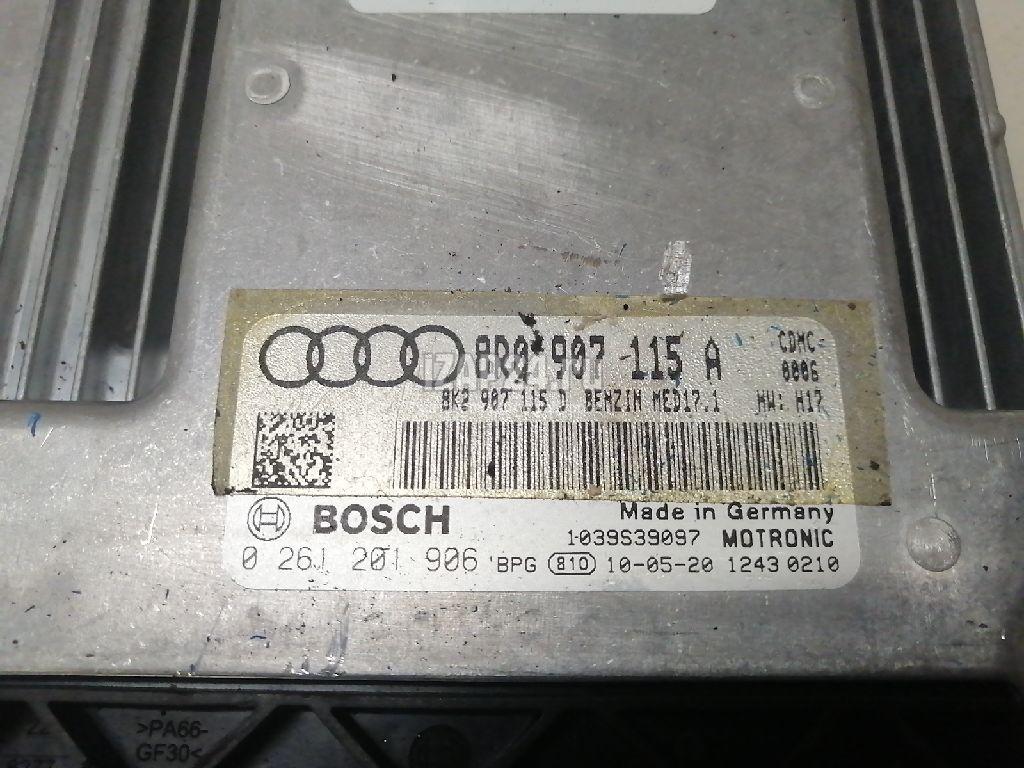 8R0 907 115 A CDMC
0006
8K2 907 115 D BENZIN MED17.1 HW: H17
BOSCH Made in Germany
1039S39097 MOTRONIC
0 261 201 906 BPG 810 10-05-20 1243 0210
>PA66-
GF30<